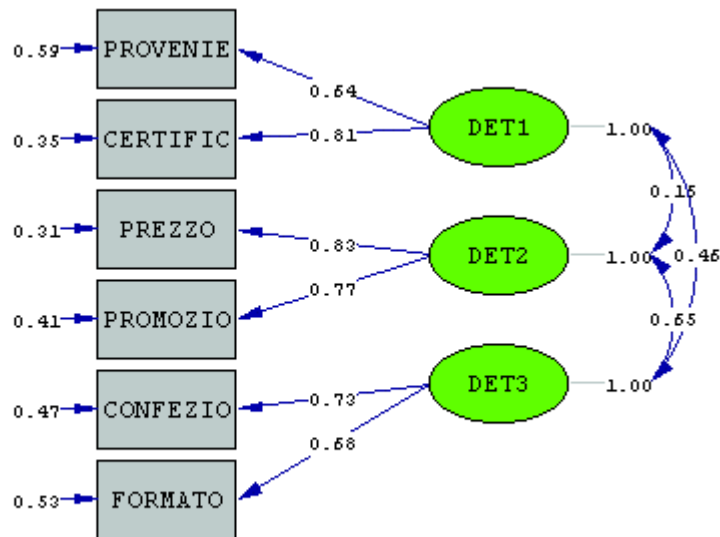 0.59 PROVENIE
0.64
0.35 CERTIFIC 0.81 DET1 1.00
0.15
0.31 PREZZO 0.83 DET2 1.00 0.46
0.77
0.41 PROMOZIO 0.65
0.47 CONFEZIO 0.73 DET3 1.00
0.68
0.53 FORMATO